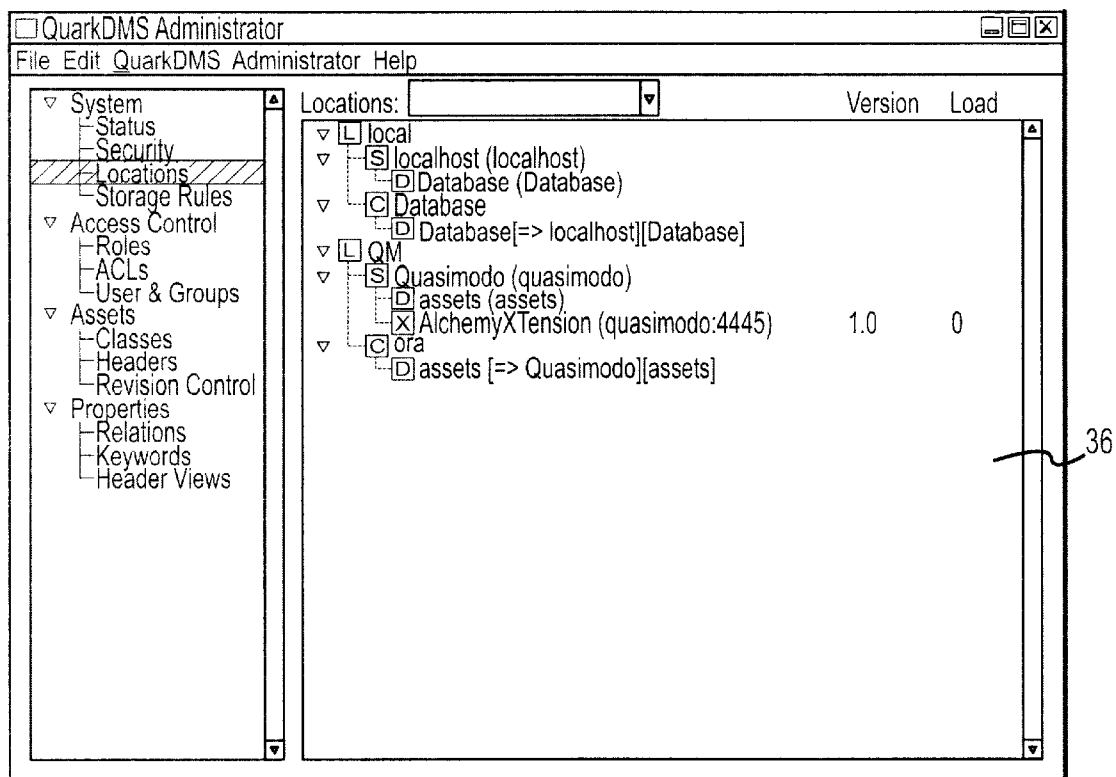 QuarkDMS Administrator
File Edit QuarkDMS Administrator Help
System
Status
Security
Locations
Storage Rules
Access Control
Roles
ACLs
User & Groups
Assets
Classes
Headers
Revision Control
Properties
Relations
Keywords
Header Views
Locations: Version Load
L local
S localhost (localhost)
D Database (Database)
C Database
D Database[=> localhost][Database]
L QM
S Quasimodo (quasimodo)
D assets (assets)
X AlchemyXTension (quasimodo:4445) 1.0 0
C ora
D assets [=> Quasimodo][assets]
36